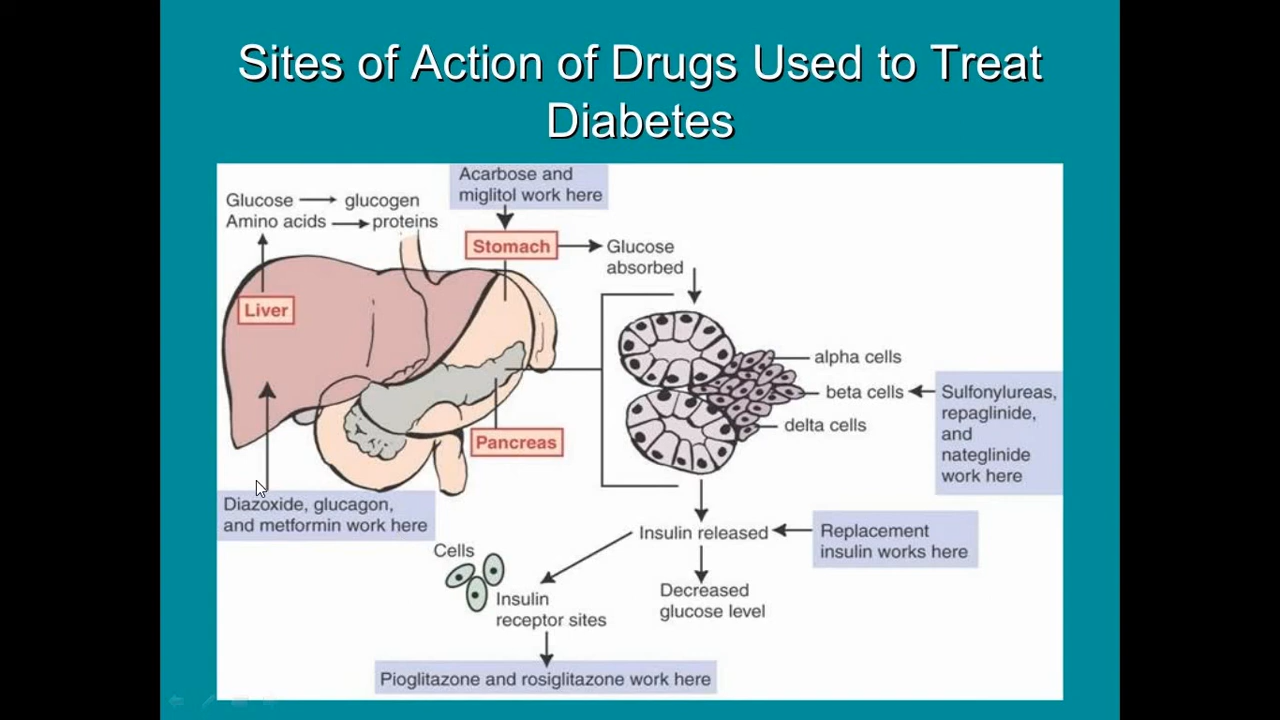 Sites of Action of Drugs Used to Treat
Diabetes
Acarbose and
miglitol work here
Glucose → glucogen
Amino acids → proteins
Stomach
Glucose
absorbed
Liver
alpha cells
beta cells
delta cells
Sulfonylureas,
repaglinide,
and
nateglinide
work here
Pancreas
Diazoxide, glucagon,
and metformin work here
Insulin released
Replacement
insulin works here
Cells
Insulin
receptor sites
Decreased
glucose level
Pioglitazone and rosiglitazone work here